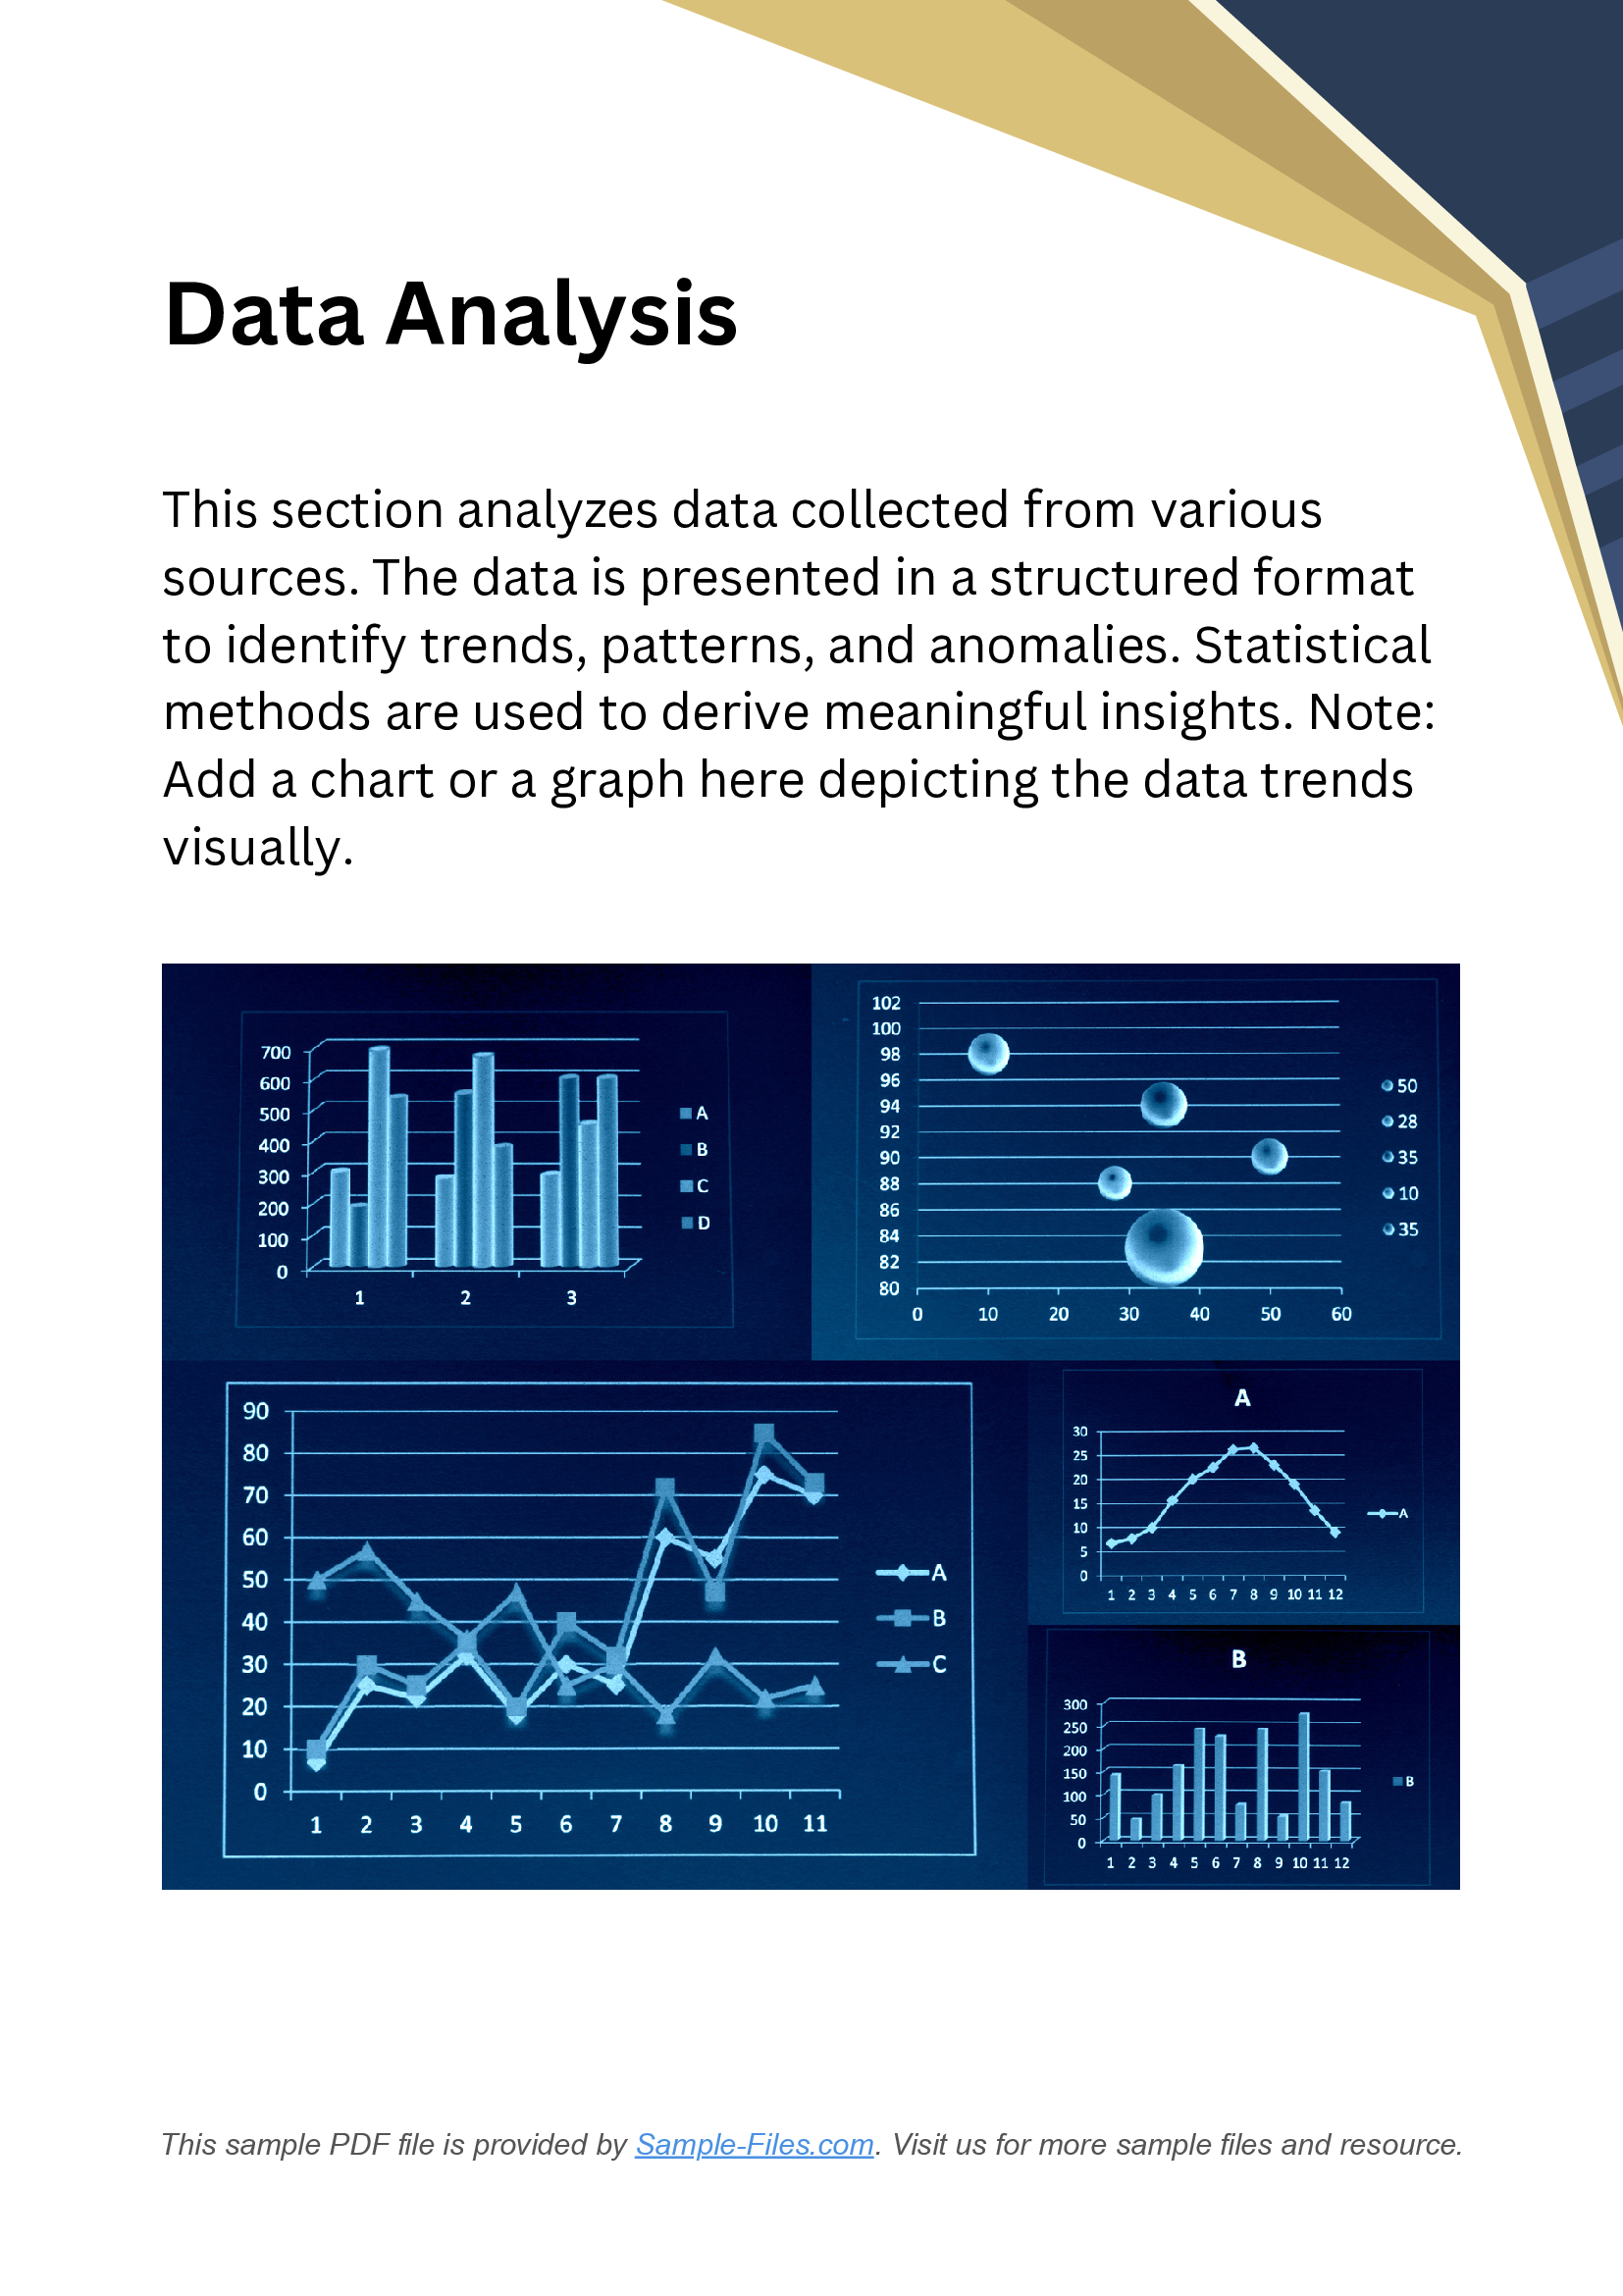 Data Analysis
This section analyzes data collected from various
sources. The data is presented in a structured format
to identify trends, patterns, and anomalies. Statistical
methods are used to derive meaningful insights. Note:
Add a chart or a graph here depicting the data trends
visually.
700
600
500
400
300
200
100
0
1 2 3
A
B
C
D
102
100
98
96
94
92
90
88
86
84
82
80
0 10 20 30 40 50 60
50
28
35
10
35
90
80
70
60
50
40
30
20
10
0
1 2 3 4 5 6 7 8 9 10 11
A
B
C
A
30
25
20
15
10
5
0
1 2 3 4 5 6 7 8 9 10 11 12
A
B
300
250
200
150
100
50
0
1 2 3 4 5 6 7 8 9 10 11 12
B
This sample PDF file is provided by Sample-Files.com. Visit us for more sample files and resource.